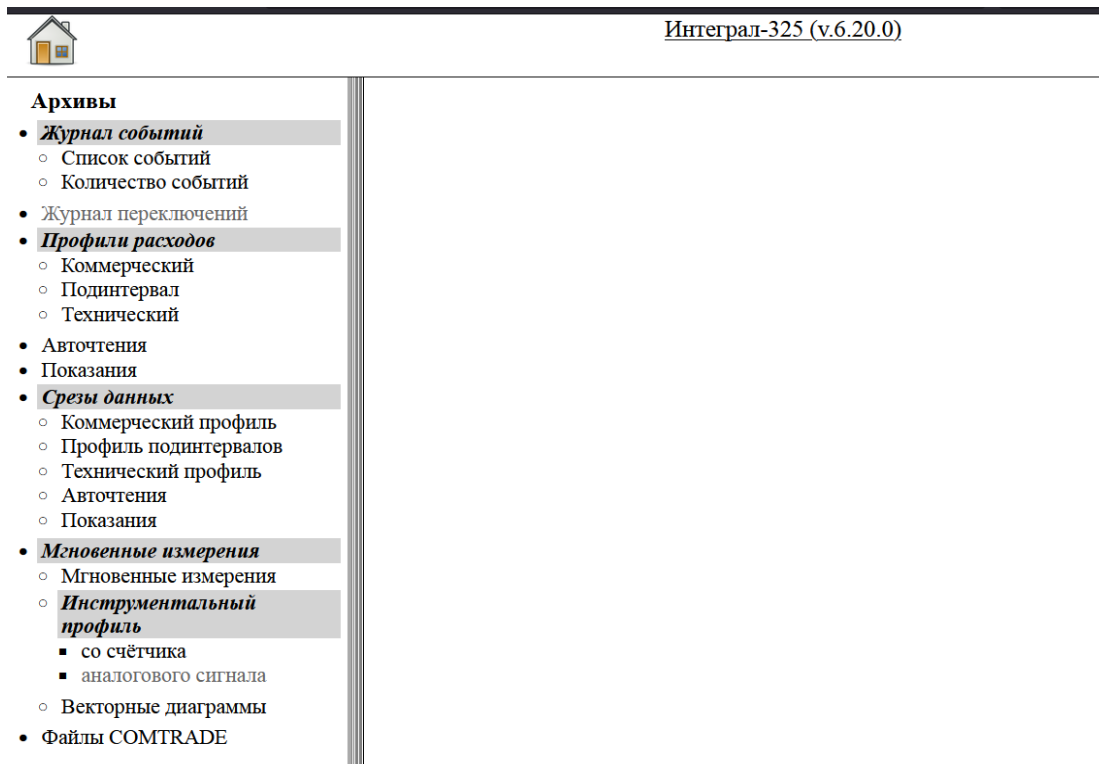 Интеграл-325 (v.6.20.0)
Архивы
Журнал событий
Список событий
Количество событий
Журнал переключений
Профили расходов
Коммерческий
Подинтервал
Технический
Авточтения
Показания
Срезы данных
Коммерческий профиль
Профиль подинтервалов
Технический профиль
Авточтения
Показания
Мгновенные измерения
Мгновенные измерения
Инструментальный
профиль
со счётчика
аналогового сигнала
Векторные диаграммы
Файлы COMTRADE